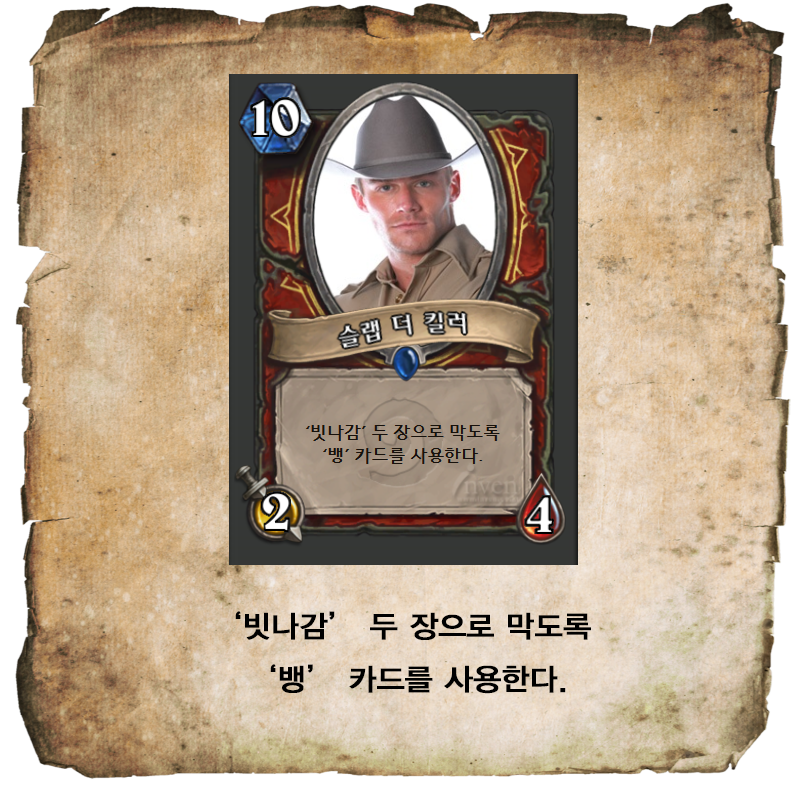 10
슬랩 더 킬러
‘빗나감’ 두 장으로 막도록
‘뱅’ 카드를 사용한다.
riven
2
4
‘빗나감’ 두 장으로 막도록
‘뱅’ 카드를 사용한다.